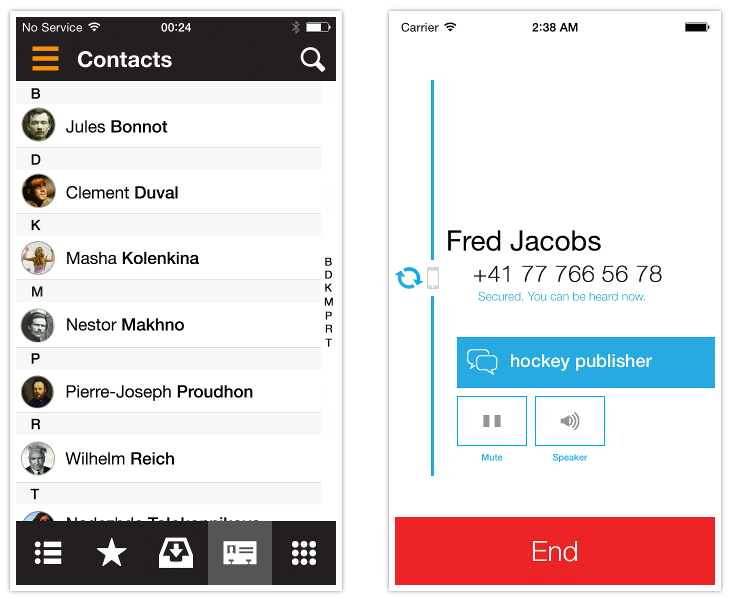 No Service 00:24
Contacts
B
Jules Bonnot
D
Clement Duval
K
Masha Kolenkina
M
Nestor Makhno
P
Pierre-Joseph Proudhon
R
Wilhelm Reich
T
B
D
K
M
P
R
T
Carrier 2:38 AM
Fred Jacobs
+41 77 766 56 78
Secured. You can be heard now.
hockey publisher
Mute Speaker
End